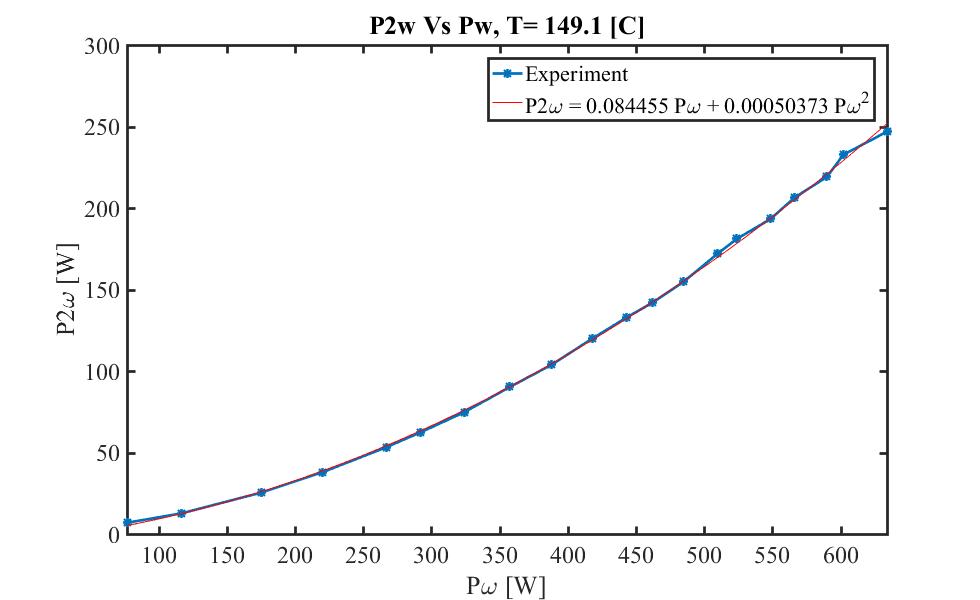 P2w Vs Pw, T= 149.1 [C]
300
250
200
150
100
50
0
P2ω [W]
Experiment
P2ω = 0.084455 Pω + 0.00050373 Pω²
100 150 200 250 300 350 400 450 500 550 600
Pω [W]